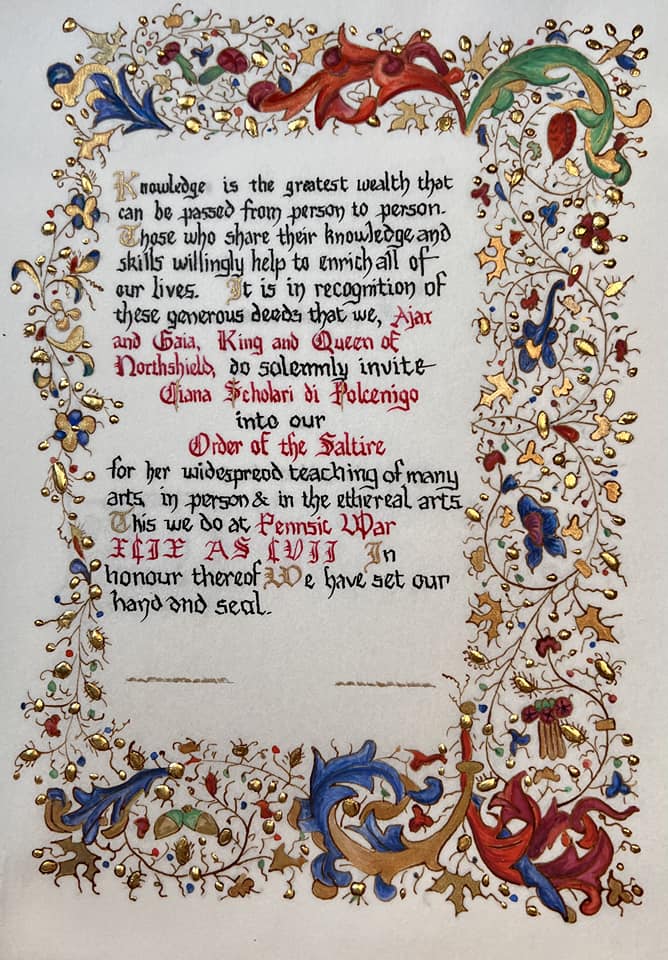 Knowledge is the greatest wealth that
can be passed from person to person.
Those who share their knowledge and
skills willingly help to enrich all of
our lives. It is in recognition of
these generous deeds that we, Ajax
and Gaia, King and Queen of
Northshield, do solemnly invite
Ciana Scholari di Polcenigo
into our
Order of the Saltire
for her widespread teaching of many
arts, in person & in the ethereal arts
This we do at Pennsic War
XLIX AS LVII In
honour thereof We have set our
hand and seal.